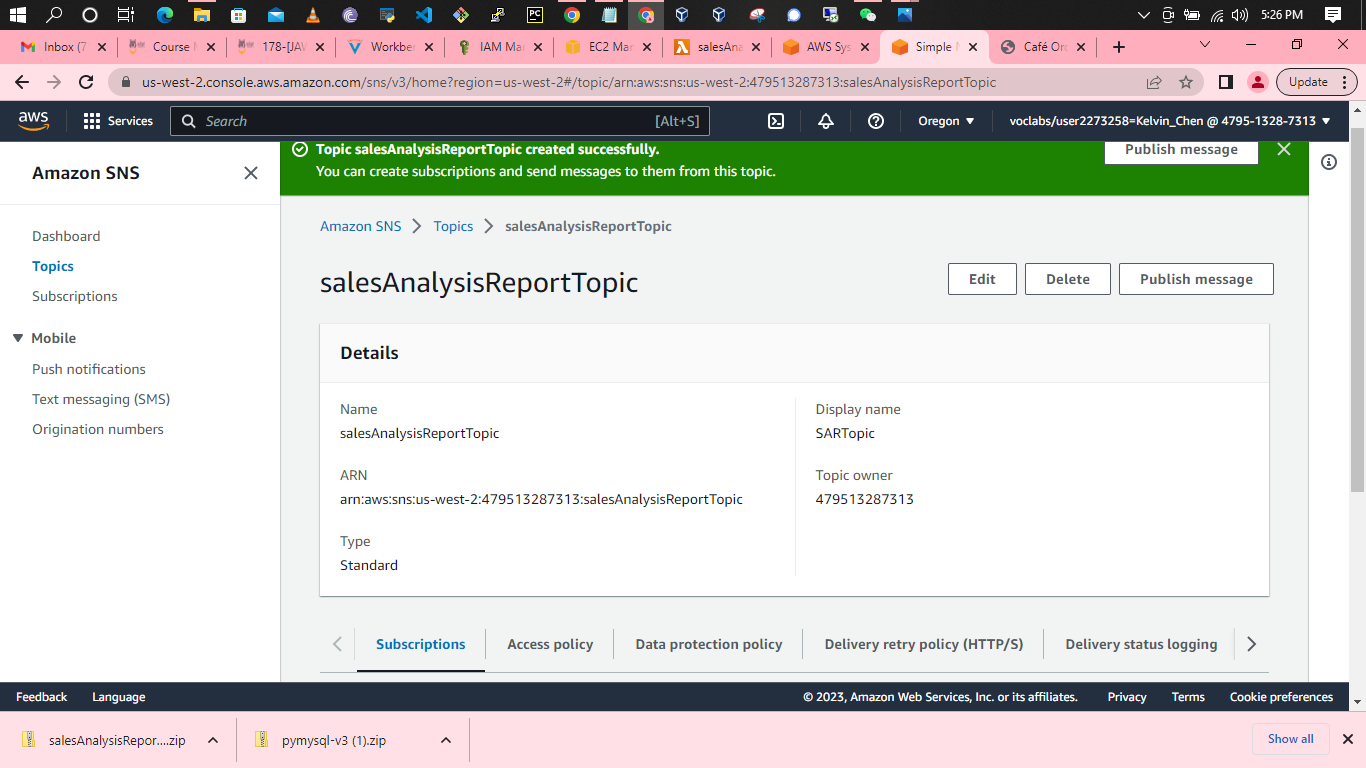 5:26 PM
Inbox (7
Course M
178-[JAV
Workben
IAM Man
EC2 Man
salesAna
AWS Sys
Simple N
Café Ord
us-west-2.console.aws.amazon.com/sns/v3/home?region=us-west-2#/topic/arn:aws:sns:us-west-2:479513287313:salesAnalysisReportTopic
Update
aws
Services
Search
[Alt+S]
Oregon
voclabs/user2273258=Kelvin_Chen @ 4795-1328-7313
Amazon SNS
Dashboard
Topics
Subscriptions
Mobile
Push notifications
Text messaging (SMS)
Origination numbers
Topic salesAnalysisReportTopic created successfully.
You can create subscriptions and send messages to them from this topic.
Publish message
Amazon SNS
Topics
salesAnalysisReportTopic
salesAnalysisReportTopic
Edit
Delete
Publish message
Details
Name
salesAnalysisReportTopic
ARN
arn:aws:sns:us-west-2:479513287313:salesAnalysisReportTopic
Type
Standard
Display name
SARTopic
Topic owner
479513287313
Subscriptions
Access policy
Data protection policy
Delivery retry policy (HTTP/S)
Delivery status logging
Feedback
Language
© 2023, Amazon Web Services, Inc. or its affiliates.
Privacy
Terms
Cookie preferences
salesAnalysisRepor....zip
pymysql-v3 (1).zip
Show all